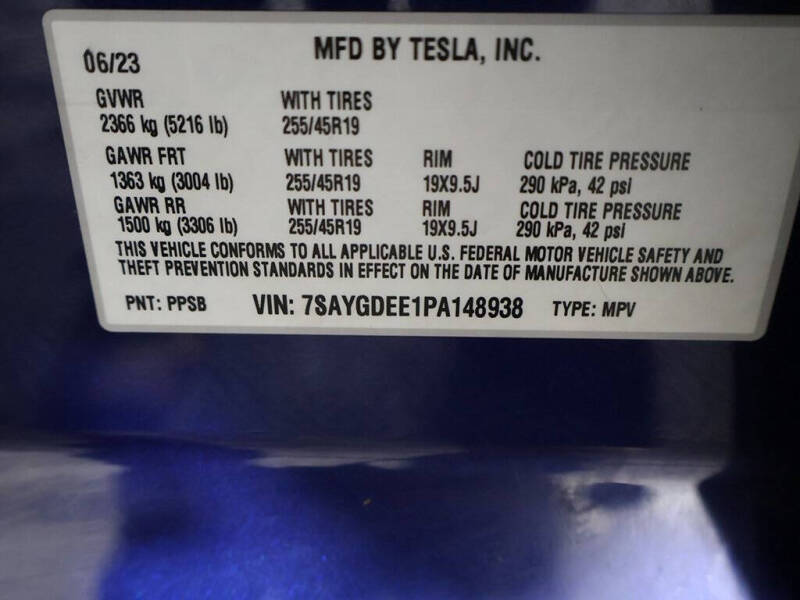 06/23 MFD BY TESLA, INC.
GVWR WITH TIRES
2366 kg (5216 lb) 255/45R19
GAWR FRT WITH TIRES RIM COLD TIRE PRESSURE
1363 kg (3004 lb) 255/45R19 19X9.5J 290 kPa, 42 psi
GAWR RR WITH TIRES RIM COLD TIRE PRESSURE
1500 kg (3306 lb) 255/45R19 19X9.5J 290 kPa, 42 psi
THIS VEHICLE CONFORMS TO ALL APPLICABLE U.S. FEDERAL MOTOR VEHICLE SAFETY AND
THEFT PREVENTION STANDARDS IN EFFECT ON THE DATE OF MANUFACTURE SHOWN ABOVE.
PNT: PPSB VIN: 7SAYGDEE1PA148938 TYPE: MPV